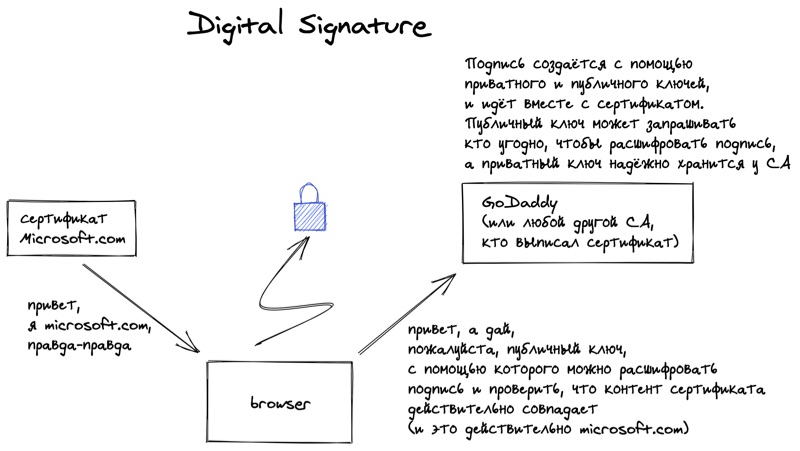 Digital Signature
Подпись создаётся с помощью
приватного и публичного ключей,
и идёт вместе с сертификатом.
Публичный ключ может запрашивать
кто угодно, чтобы расшифровать подпись,
а приватный ключ надёжно хранится у CA
сертификат
Microsoft.com
GoDaddy
(или любой другой CA,
кто выписал сертификат)
привет,
я microsoft.com,
правда-правда
привет, а дай,
пожалуйста, публичный ключ,
с помощью которого можно расшифровать
подпись и проверить, что контент сертификата
действительно совпадает
(и это действительно microsoft.com)
browser